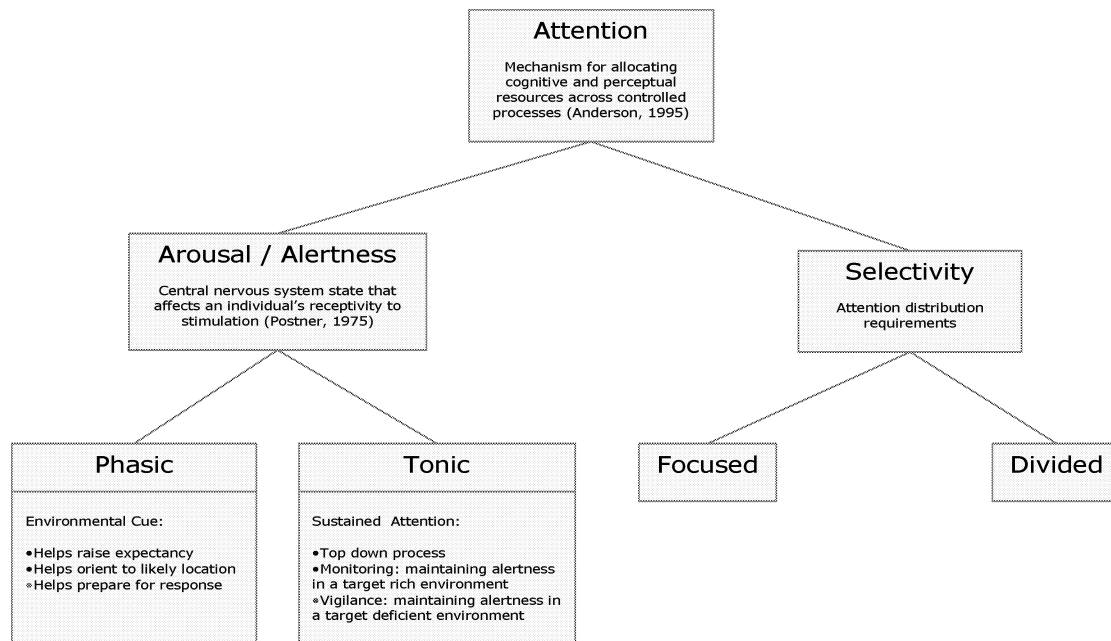 Attention
Mechanism for allocating
cognitive and perceptual
resources across controlled
processes (Anderson, 1995)
Arousal / Alertness
Central nervous system state that
affects an individual's receptivity to
stimulation (Postner, 1975)
Selectivity
Attention distribution
requirements
Phasic
Environmental Cue:
•Helps raise expectancy
•Helps orient to likely location
•Helps prepare for response
Tonic
Sustained Attention:
•Top down process
•Monitoring: maintaining alertness
in a target rich environment
•Vigilance: maintaining alertness in
a target deficient environment
Focused
Divided